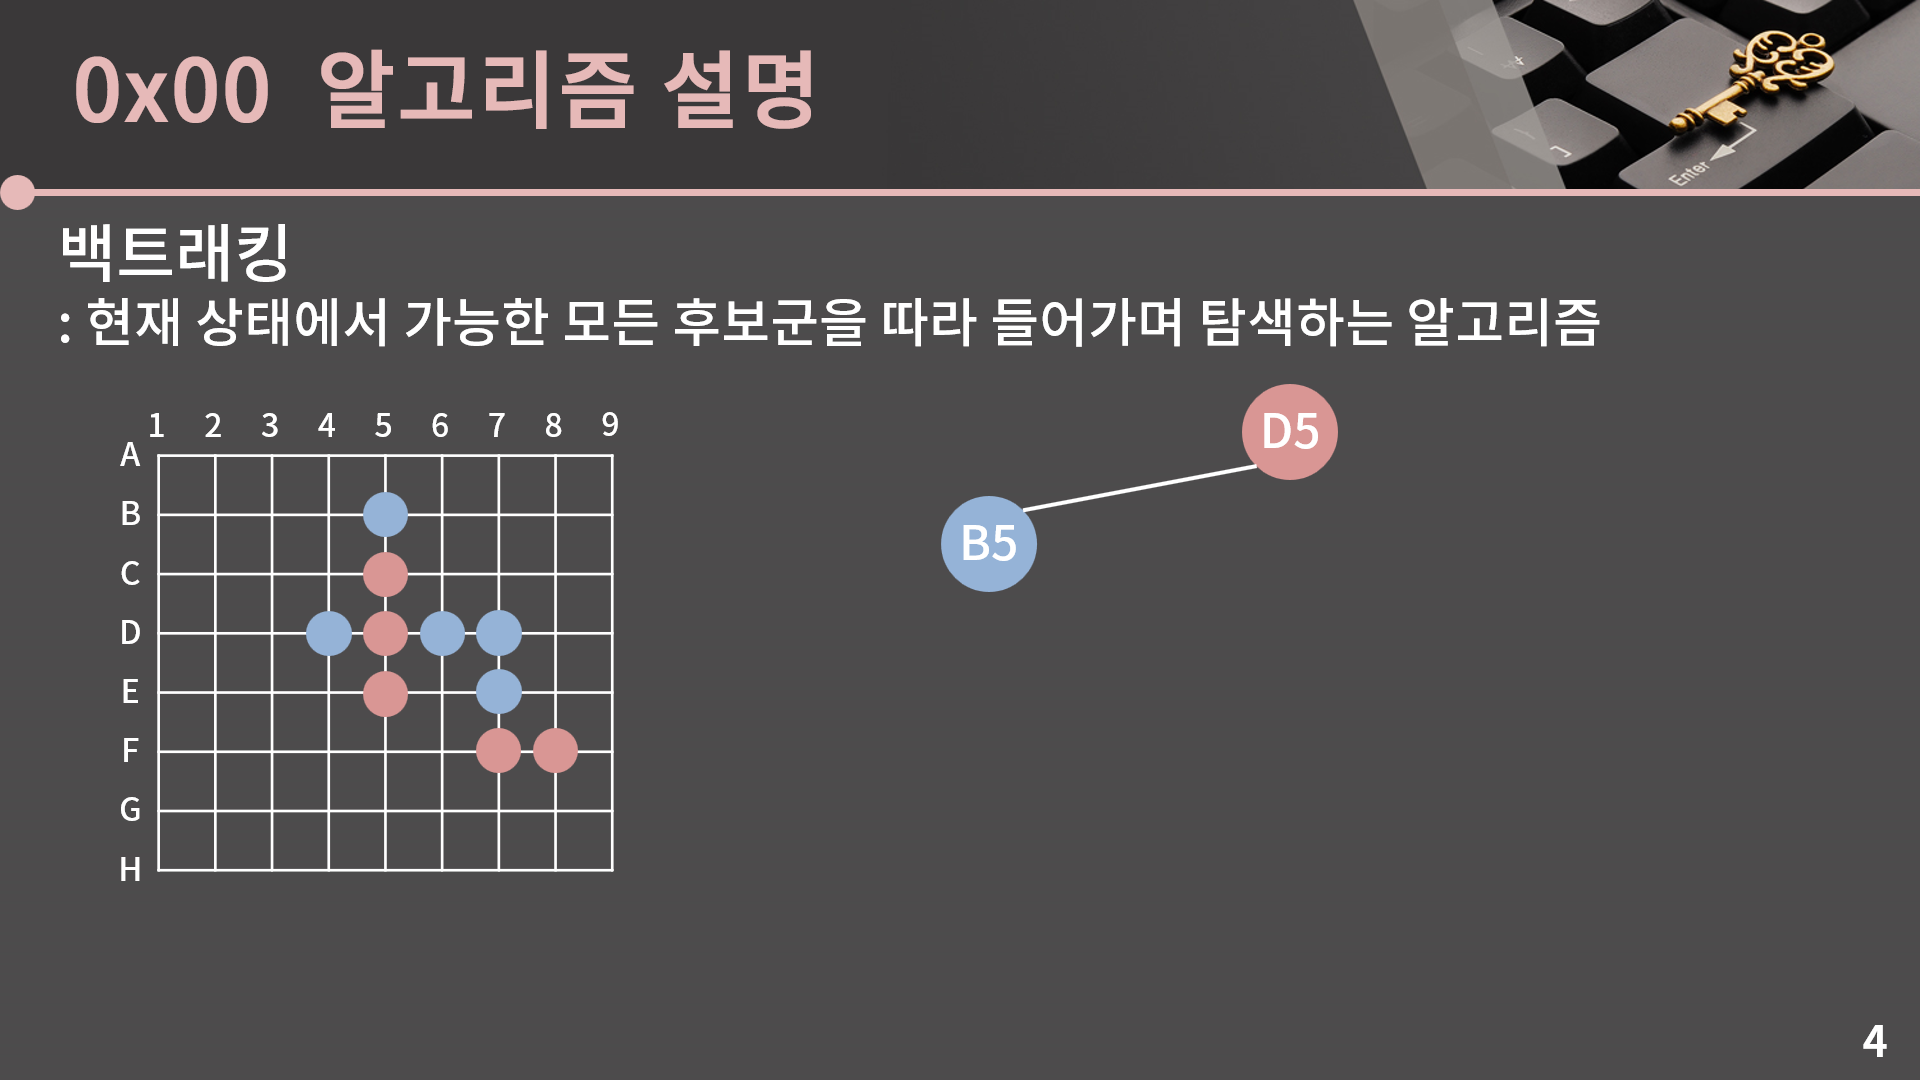 0x00 알고리즘 설명
Enter
백트래킹
: 현재 상태에서 가능한 모든 후보군을 따라 들어가며 탐색하는 알고리즘
1 2 3 4 5 6 7 8 9
A
B
C
D
E
F
G
H
D5
B5
4